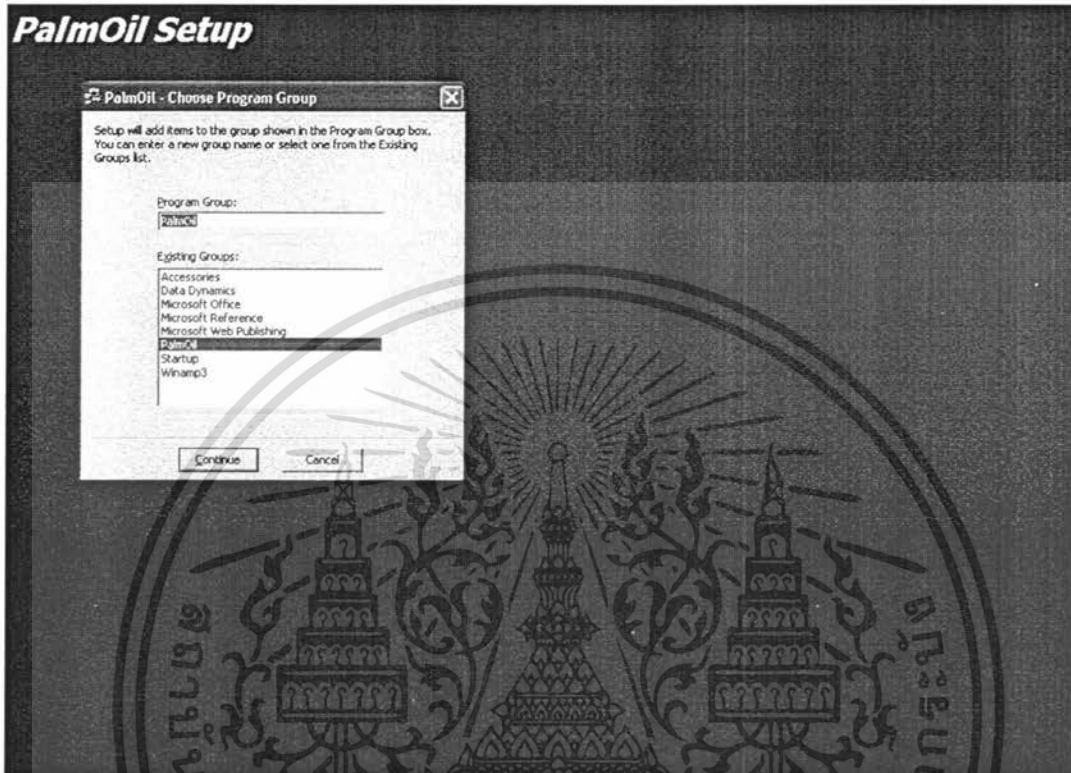 PalmOil Setup
PalmOil - Choose Program Group
Setup will add items to the group shown in the Program Group box.
You can enter a new group name or select one from the Existing
Groups list.
Program Group:
PalmOil
Existing Groups:
Accessories
Data Dynamics
Microsoft Office
Microsoft Reference
Microsoft Web Publishing
PalmOil
Startup
Winamp3
Continue
Cancel